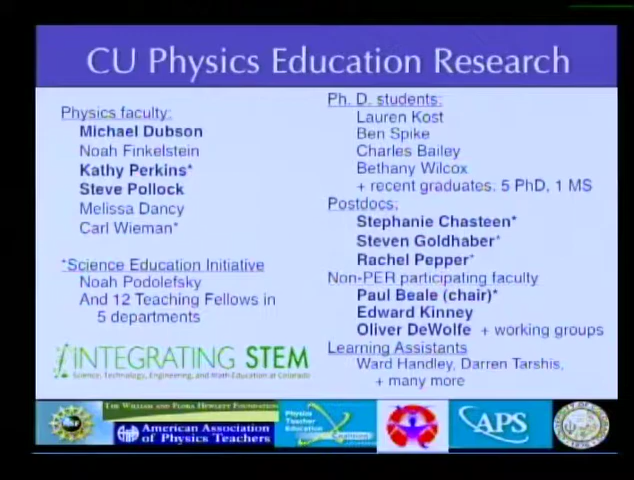 CU Physics Education Research
Physics faculty:
Michael Dubson
Noah Finkelstein
Kathy Perkins*
Steve Pollock
Melissa Dancy
Carl Wieman*
*Science Education Initiative
Noah Podolefsky
And 12 Teaching Fellows in
5 departments
INTEGRATING STEM
Science, Technology, Engineering, and Math Education at Colorado
Ph. D. students:
Lauren Kost
Ben Spike
Charles Bailey
Bethany Wilcox
+ recent graduates: 5 PhD, 1 MS
Postdocs:
Stephanie Chasteen*
Steven Goldhaber*
Rachel Pepper*
Non-PER participating faculty
Paul Beale (chair)*
Edward Kinney
Oliver DeWolfe + working groups
Learning Assistants
Ward Handley, Darren Tarshis,
+ many more
THE WILLIAM AND FLORA HEWLETT FOUNDATION
American Association
of Physics Teachers
Physics
Teacher
Education
Coalition
APS